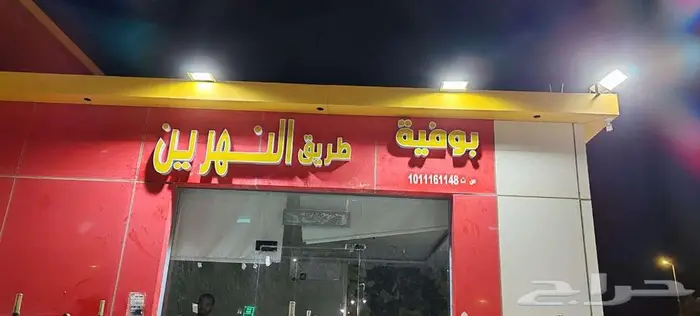 بوفية طريق النهرين
س.ت 1011161148
حراج